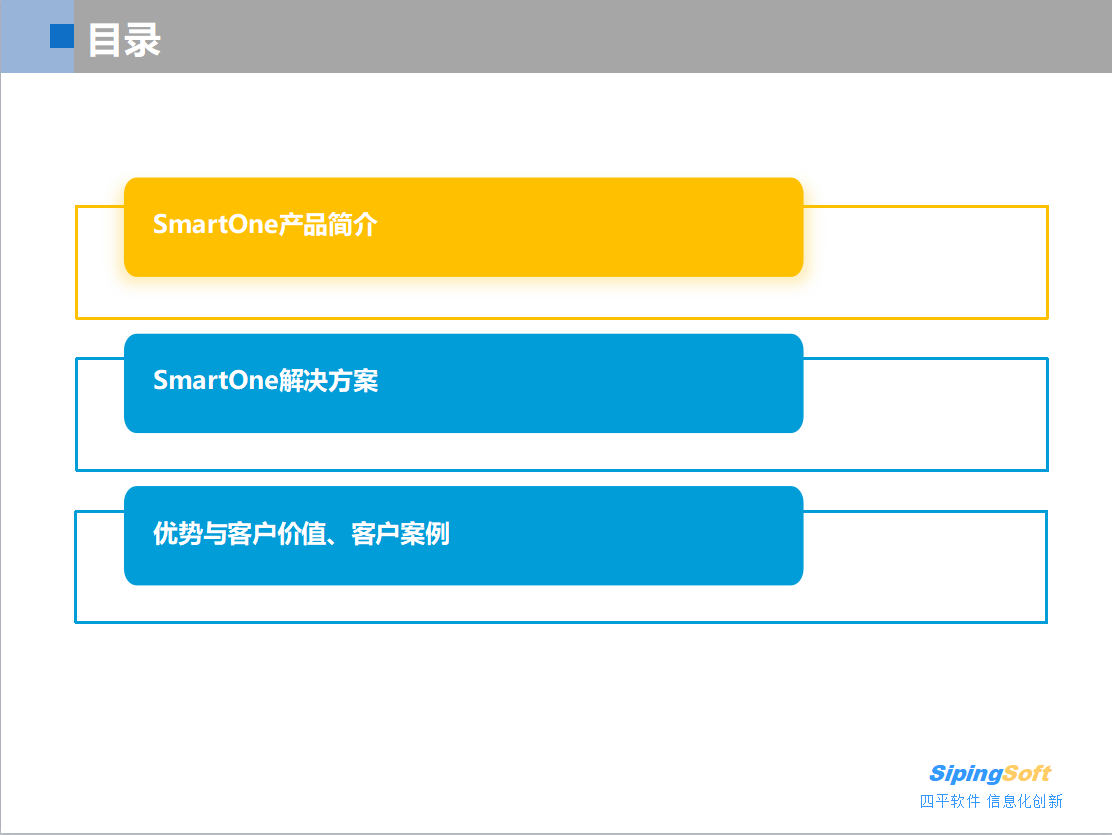 目录
SmartOne产品简介
SmartOne解决方案
优势与客户价值、客户案例
SipingSoft
四平软件 信息化创新